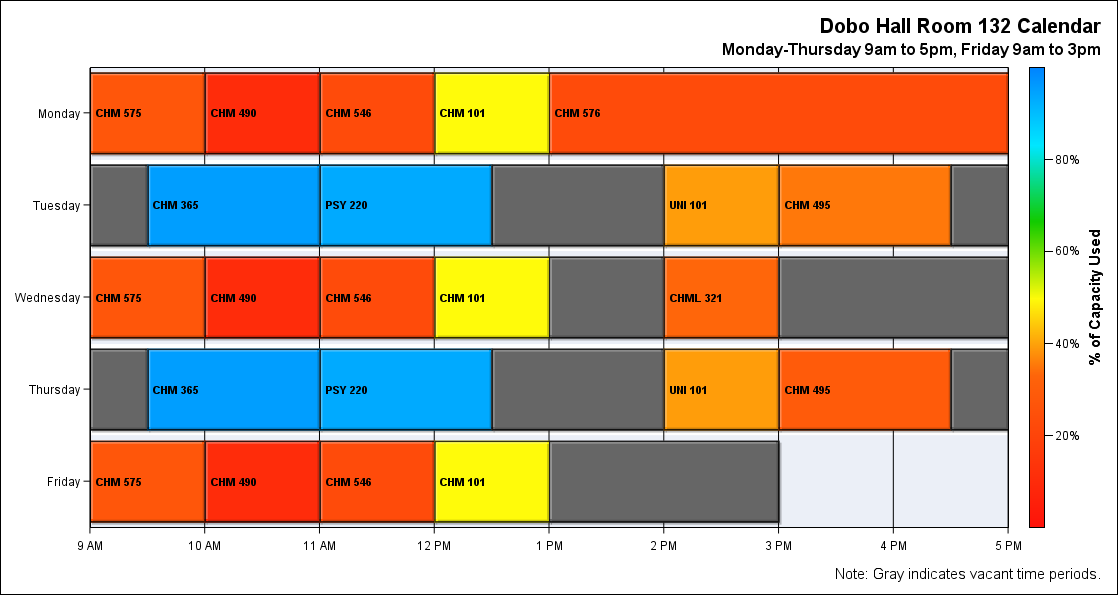 Dobo Hall Room 132 Calendar
Monday-Thursday 9am to 5pm, Friday 9am to 3pm
Monday
CHM 575
CHM 490
CHM 546
CHM 101
CHM 576
Tuesday
CHM 365
PSY 220
UNI 101
CHM 495
Wednesday
CHM 575
CHM 490
CHM 546
CHM 101
CHML 321
Thursday
CHM 365
PSY 220
UNI 101
CHM 495
Friday
CHM 575
CHM 490
CHM 546
CHM 101
9 AM
10 AM
11 AM
12 PM
1 PM
2 PM
3 PM
4 PM
5 PM
80%
60%
40%
20%
% of Capacity Used
Note: Gray indicates vacant time periods.